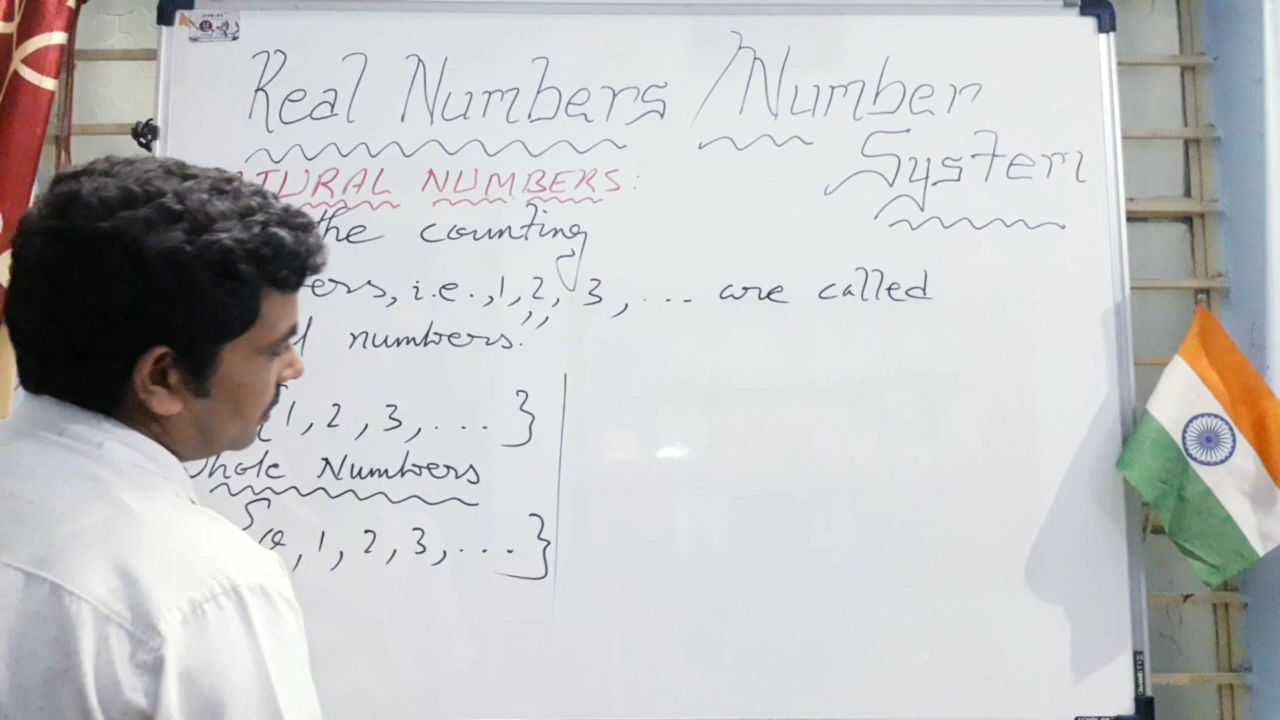 Real Numbers / Number
System
TURAL NUMBERS:
the counting
ers, i.e., 1, 2, 3, ... are called
l numbers."
{1, 2, 3, ... }
Whole Numbers
{0, 1, 2, 3, ... }